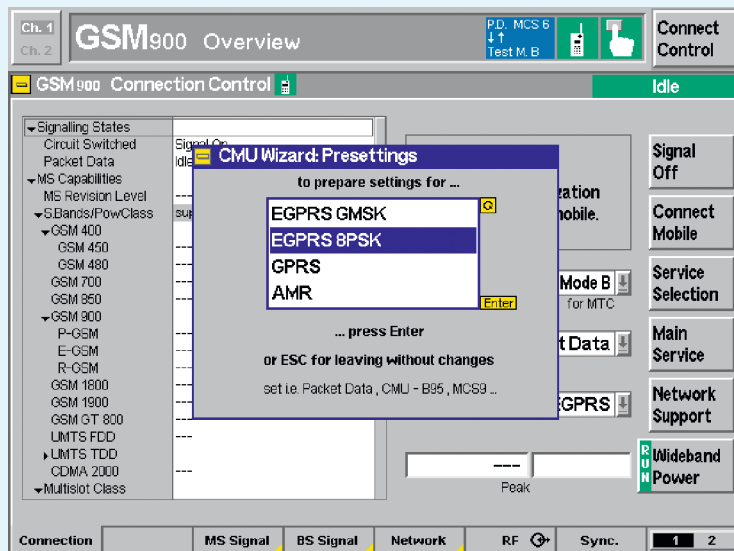 Ch. 1
Ch. 2
GSM900 Overview
P.D. MCS 6
↓↑
Test M. B
Connect
Control
GSM900 Connection Control
Idle
Signalling States
Circuit Switched
Signal On
Packet Data
Idle
MS Capabilities
MS Revision Level
---
S.Bands/PowClass
sup
GSM 400
GSM 450
---
GSM 480
---
GSM 700
---
GSM 850
---
GSM 900
P-GSM
---
E-GSM
---
R-GSM
---
GSM 1800
---
GSM 1900
---
GSM GT 800
---
UMTS FDD
---
UMTS TDD
CDMA 2000
---
Multislot Class
CMU Wizard: Presettings
to prepare settings for ...
EGPRS GMSK
EGPRS 8PSK
GPRS
AMR
Q
Enter
... press Enter
or ESC for leaving without changes
set i.e. Packet Data , CMU - B95 , MCS9 ...
zation
nobile.
Mode B
for MTC
t Data
EGPRS
---
Peak
Signal
Off
Connect
Mobile
Service
Selection
Main
Service
Network
Support
RUN
Wideband
Power
Connection
MS Signal
BS Signal
Network
RF
Sync.
1 2